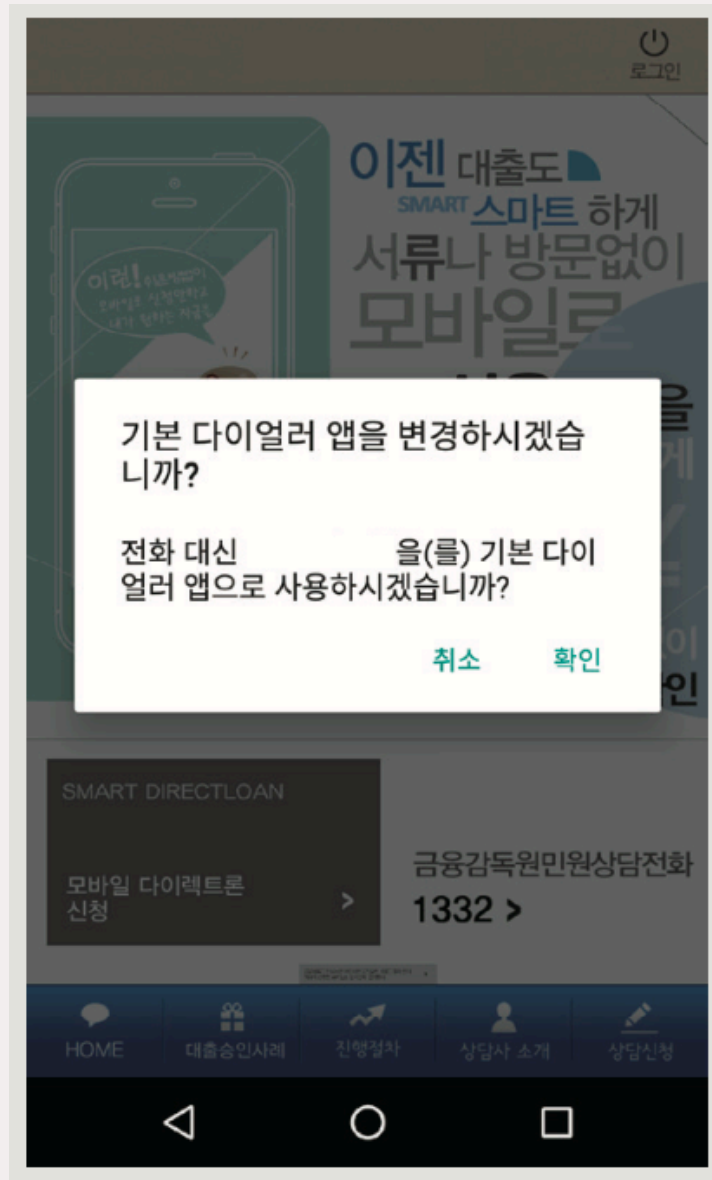 로그인
이젠 대출도
SMART 스마트 하게
서류나 방문없이
모바일로
이런!
을
게
기본 다이얼러 앱을 변경하시겠습
니까?
전화 대신 을(를) 기본 다이
얼러 앱으로 사용하시겠습니까?
취소 확인
인
SMART DIRECTLOAN
모바일 다이렉트론
신청 >
금융감독원민원상담전화
1332 >
HOME 대출승인사례 진행절차 상담사 소개 상담신청